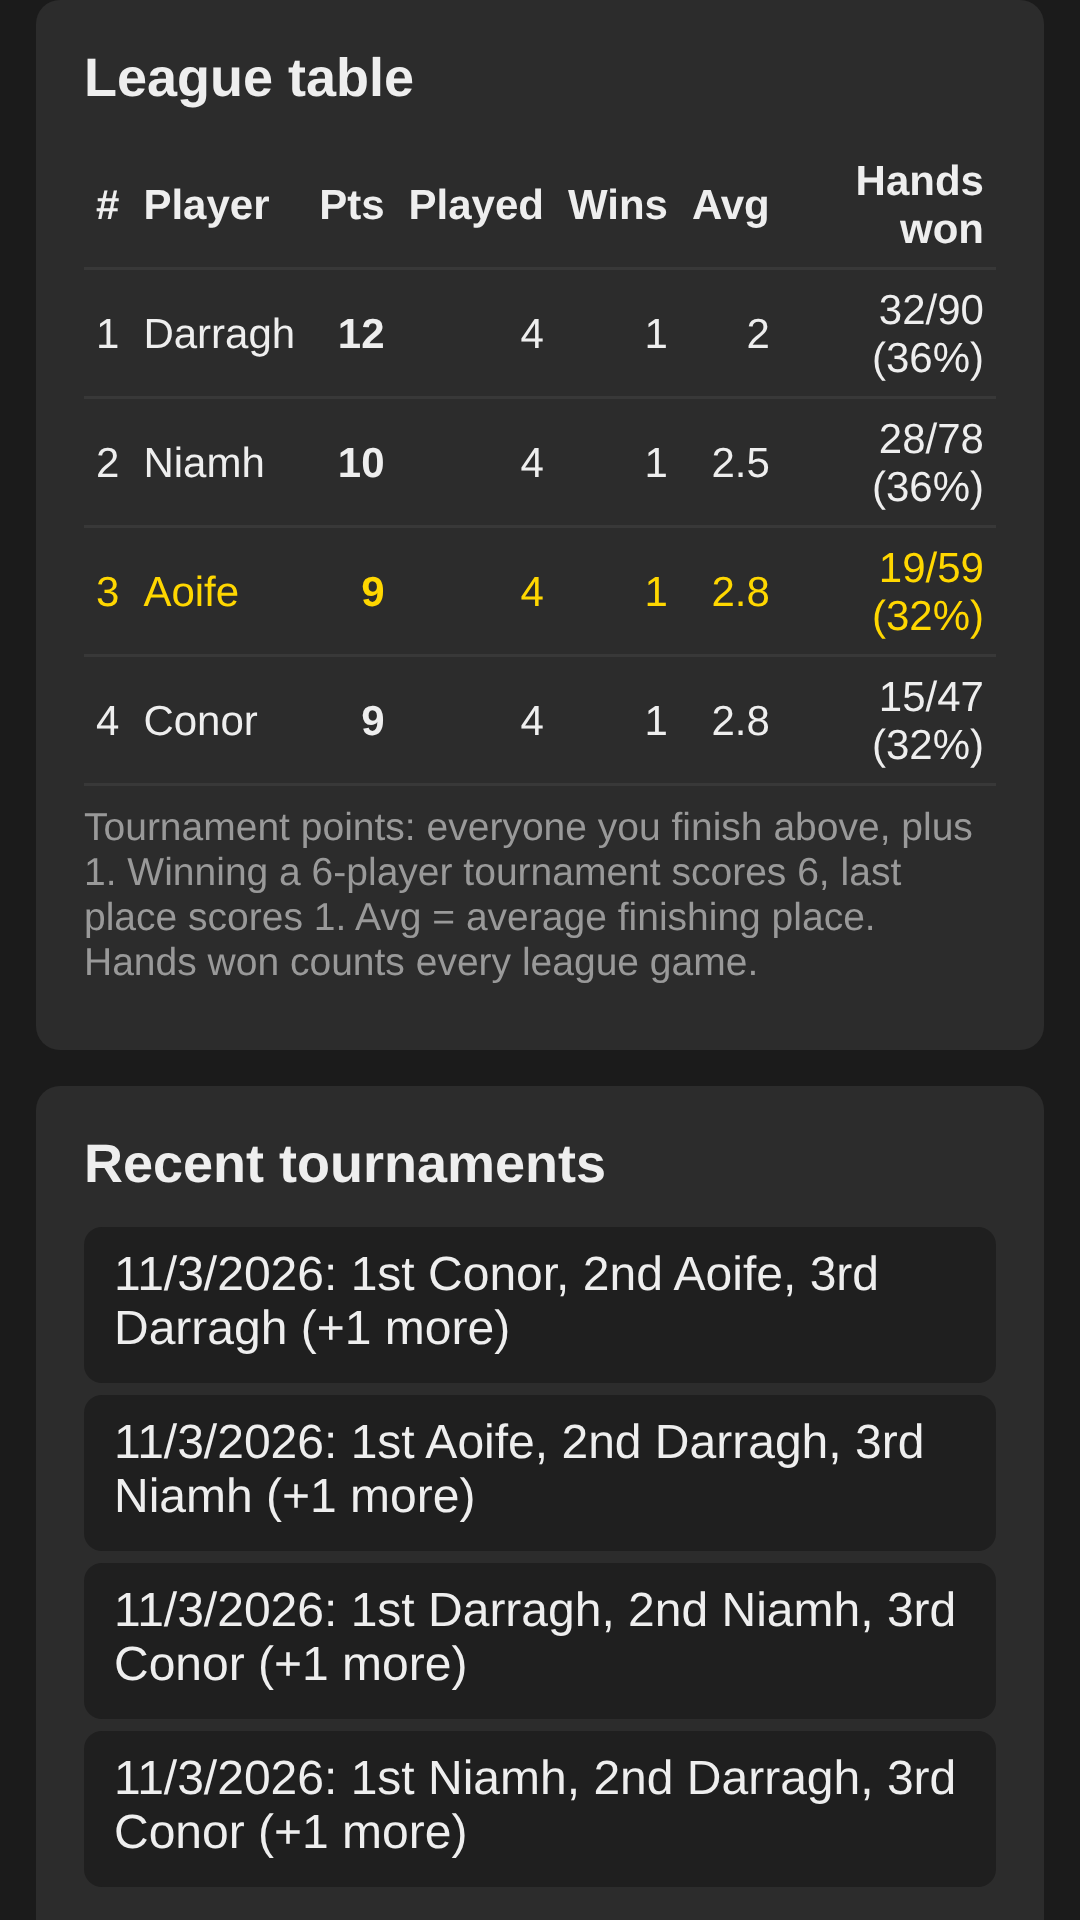 League table
# Player Pts Played Wins Avg Hands won
1 Darragh 12 4 1 2 32/90 (36%)
2 Niamh 10 4 1 2.5 28/78 (36%)
3 Aoife 9 4 1 2.8 19/59 (32%)
4 Conor 9 4 1 2.8 15/47 (32%)
Tournament points: everyone you finish above, plus
1. Winning a 6-player tournament scores 6, last
place scores 1. Avg = average finishing place.
Hands won counts every league game.
Recent tournaments
11/3/2026: 1st Conor, 2nd Aoife, 3rd
Darragh (+1 more)
11/3/2026: 1st Aoife, 2nd Darragh, 3rd
Niamh (+1 more)
11/3/2026: 1st Darragh, 2nd Niamh, 3rd
Conor (+1 more)
11/3/2026: 1st Niamh, 2nd Darragh, 3rd
Conor (+1 more)